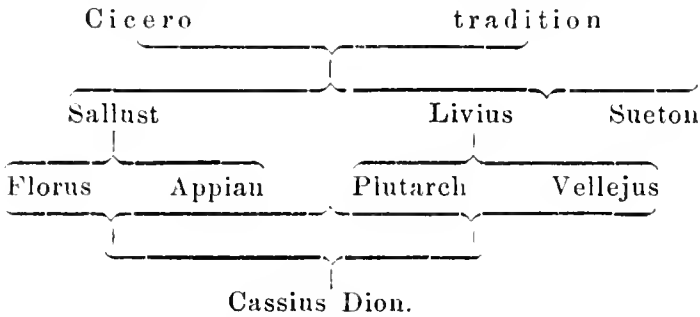 Cicero tradition
Sallust Livius Sueton
Florus Appian Plutarch Vellejus
Cassius Dion.